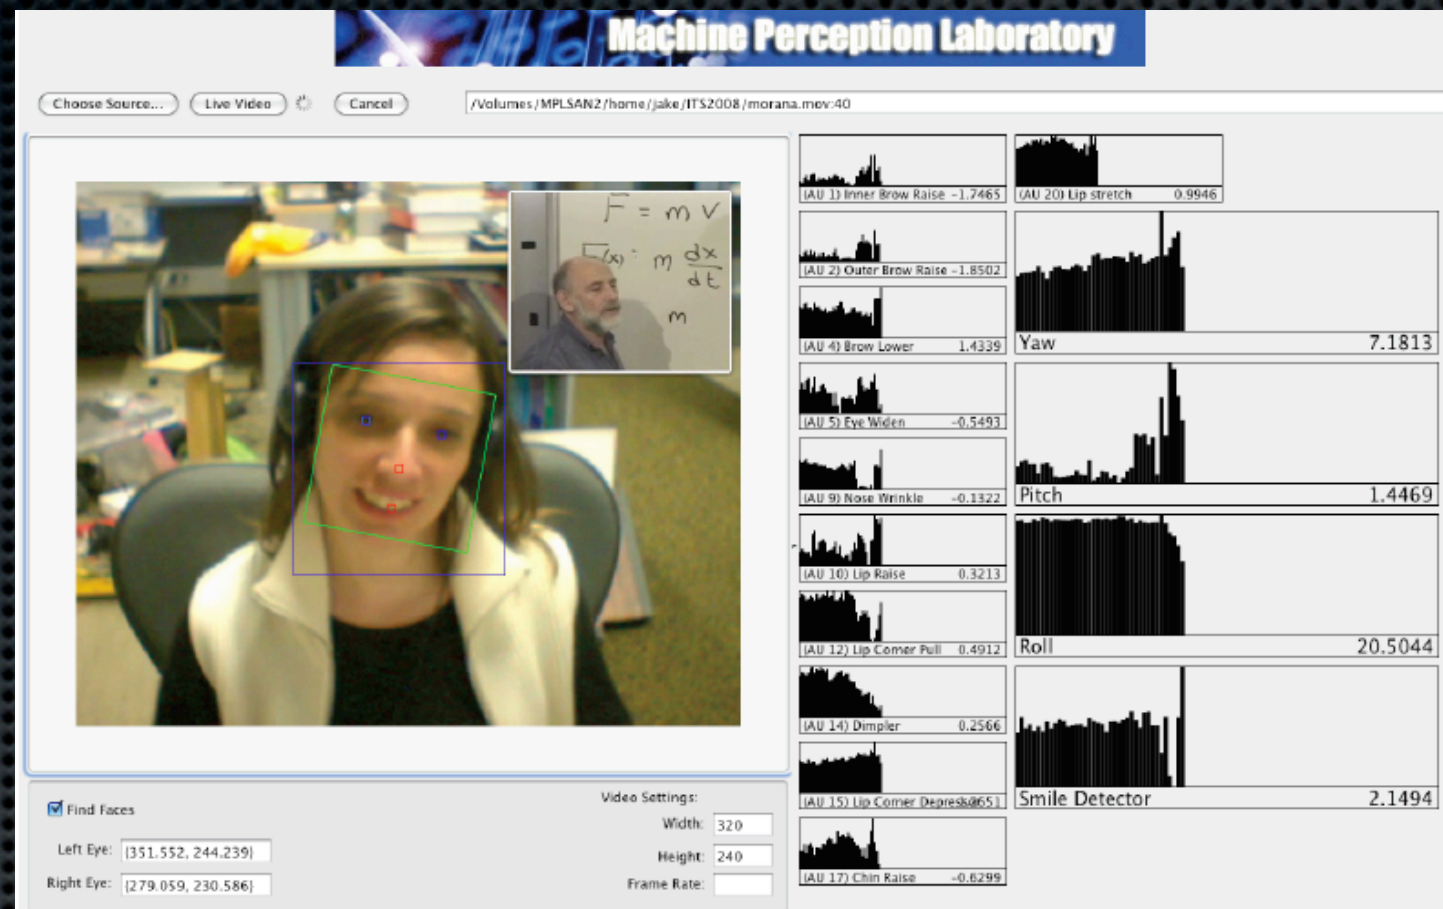 Machine Perception Laboratory
Choose Source... Live Video Cancel /Volumes/MPLSAN2/home/jake/ITS2008/morana.mov:40
F = m v
F(x) = m dx/dt
m
(AU 1) Inner Brow Raise -1.7465
(AU 20) Lip stretch 0.9946
(AU 2) Outer Brow Raise -1.8502
(AU 4) Brow Lower 1.4339
Yaw 7.1813
(AU 5) Eye Widen -0.5493
(AU 9) Nose Wrinkle -0.1322
Pitch 1.4469
(AU 10) Lip Raise 0.3213
(AU 12) Lip Corner Pull 0.4912
Roll 20.5044
(AU 14) Dimpler 0.2566
(AU 15) Lip Corner
Smile Detector 2.1494
(AU 17) Chin Raise -0.6299
Find Faces
Left Eye: (351.552, 244.239)
Right Eye: (279.059, 230.586)
Video Settings:
Width: 320
Height: 240
Frame Rate: